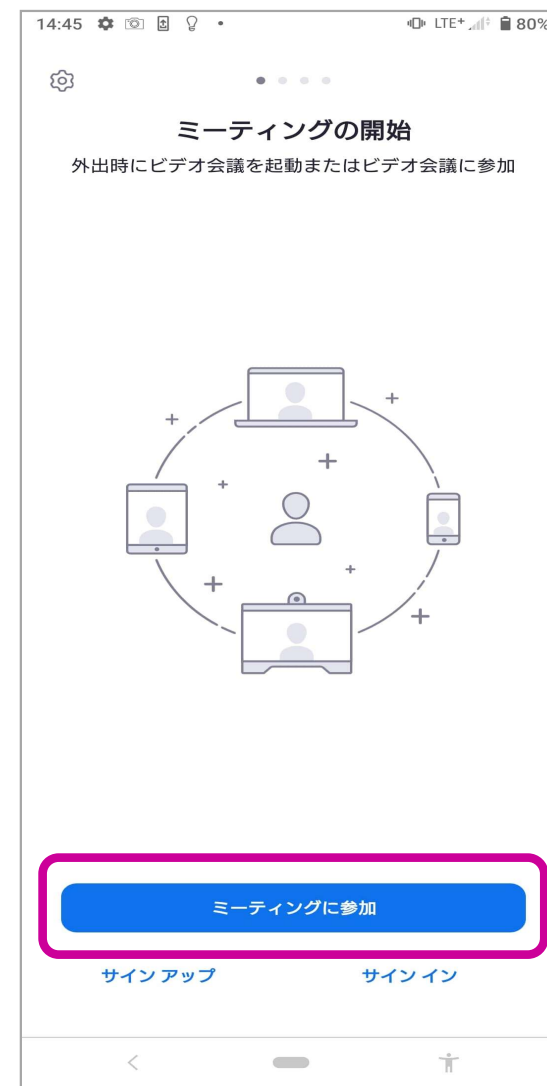 14:45 LTE+ 80%
ミーティングの開始
外出時にビデオ会議を起動またはビデオ会議に参加
ミーティングに参加
サイン アップ サイン イン